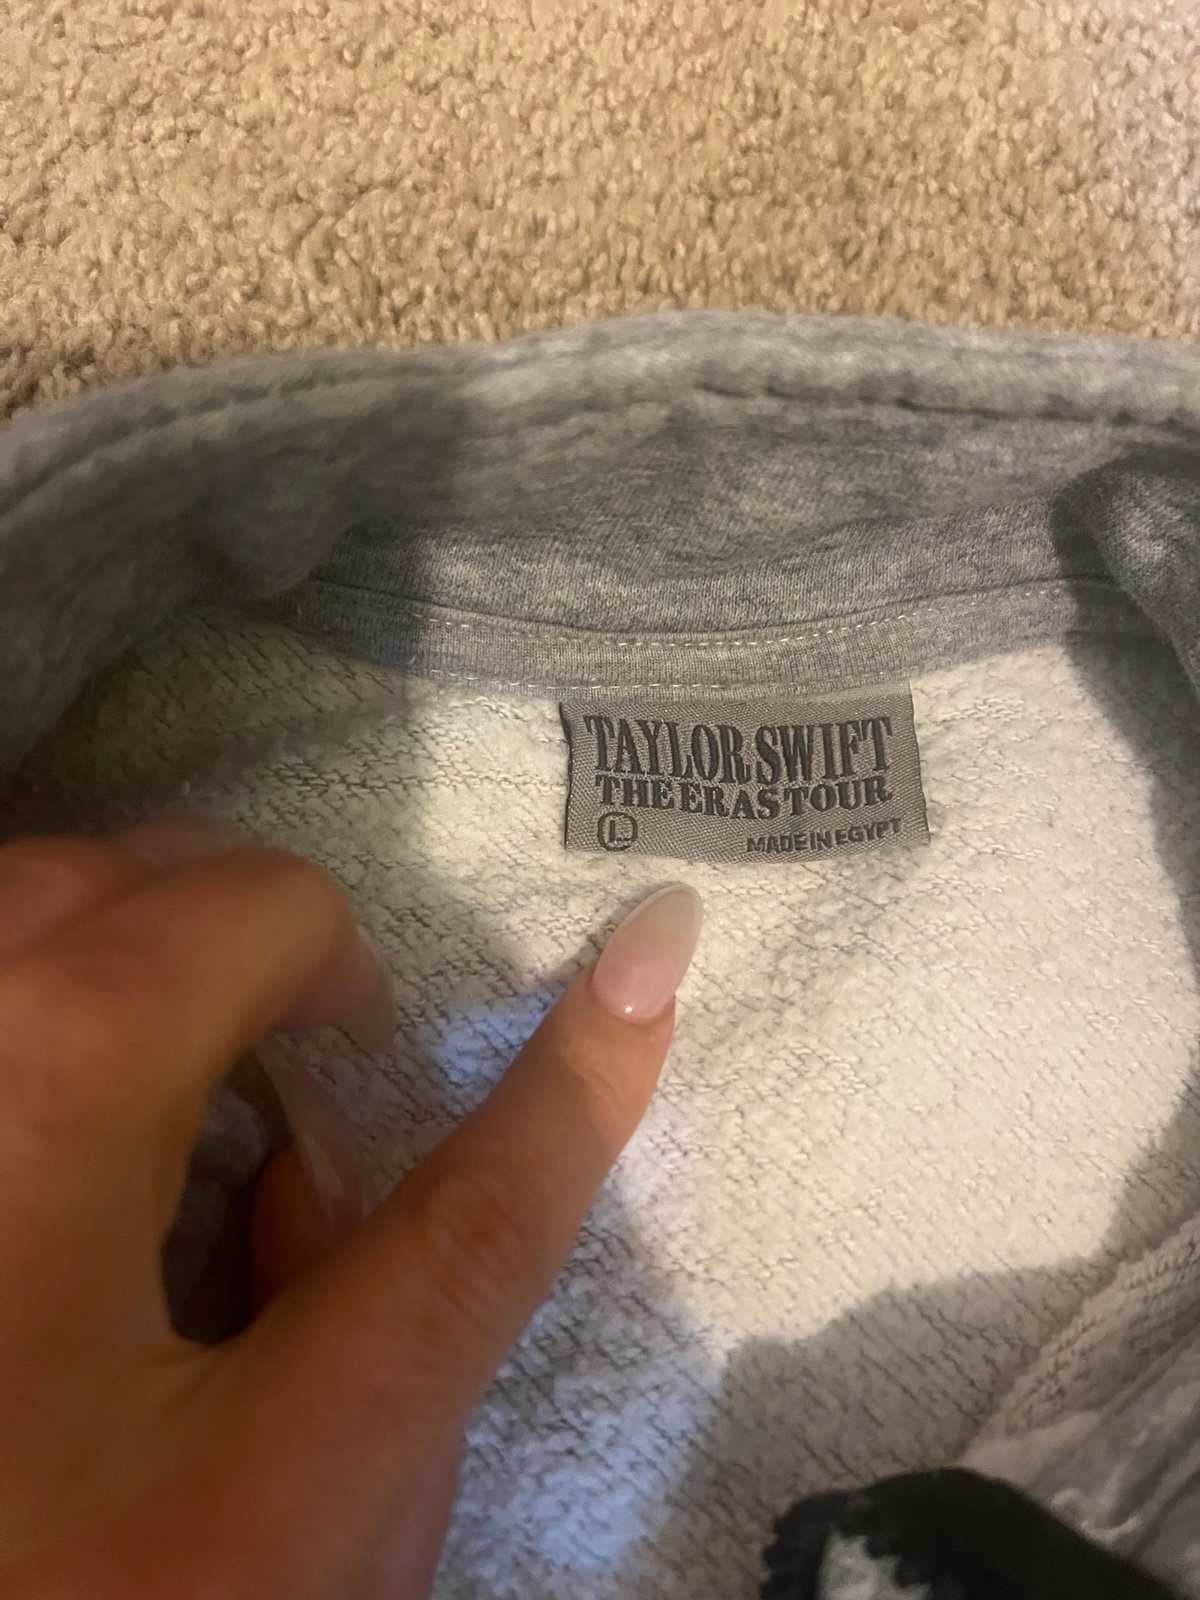 TAYLOR SWIFT
THE ERAS TOUR
L MADE IN EGYPT